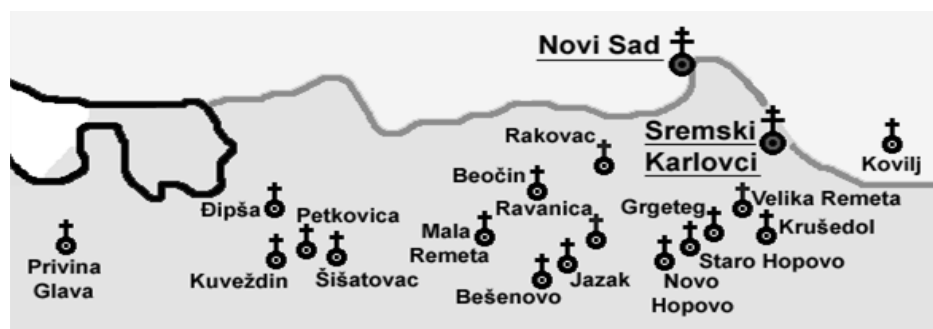 Novi Sad
Rakovac
Sremski
Karlovci
Kovilj
Beočin
Đipša
Petkovica
Ravanica
Grgeteg
Velika Remeta
Mala
Remeta
Krušedol
Privina
Glava
Kuveždin
Šišatovac
Bešenovo
Jazak
Novo
Hopovo
Staro Hopovo